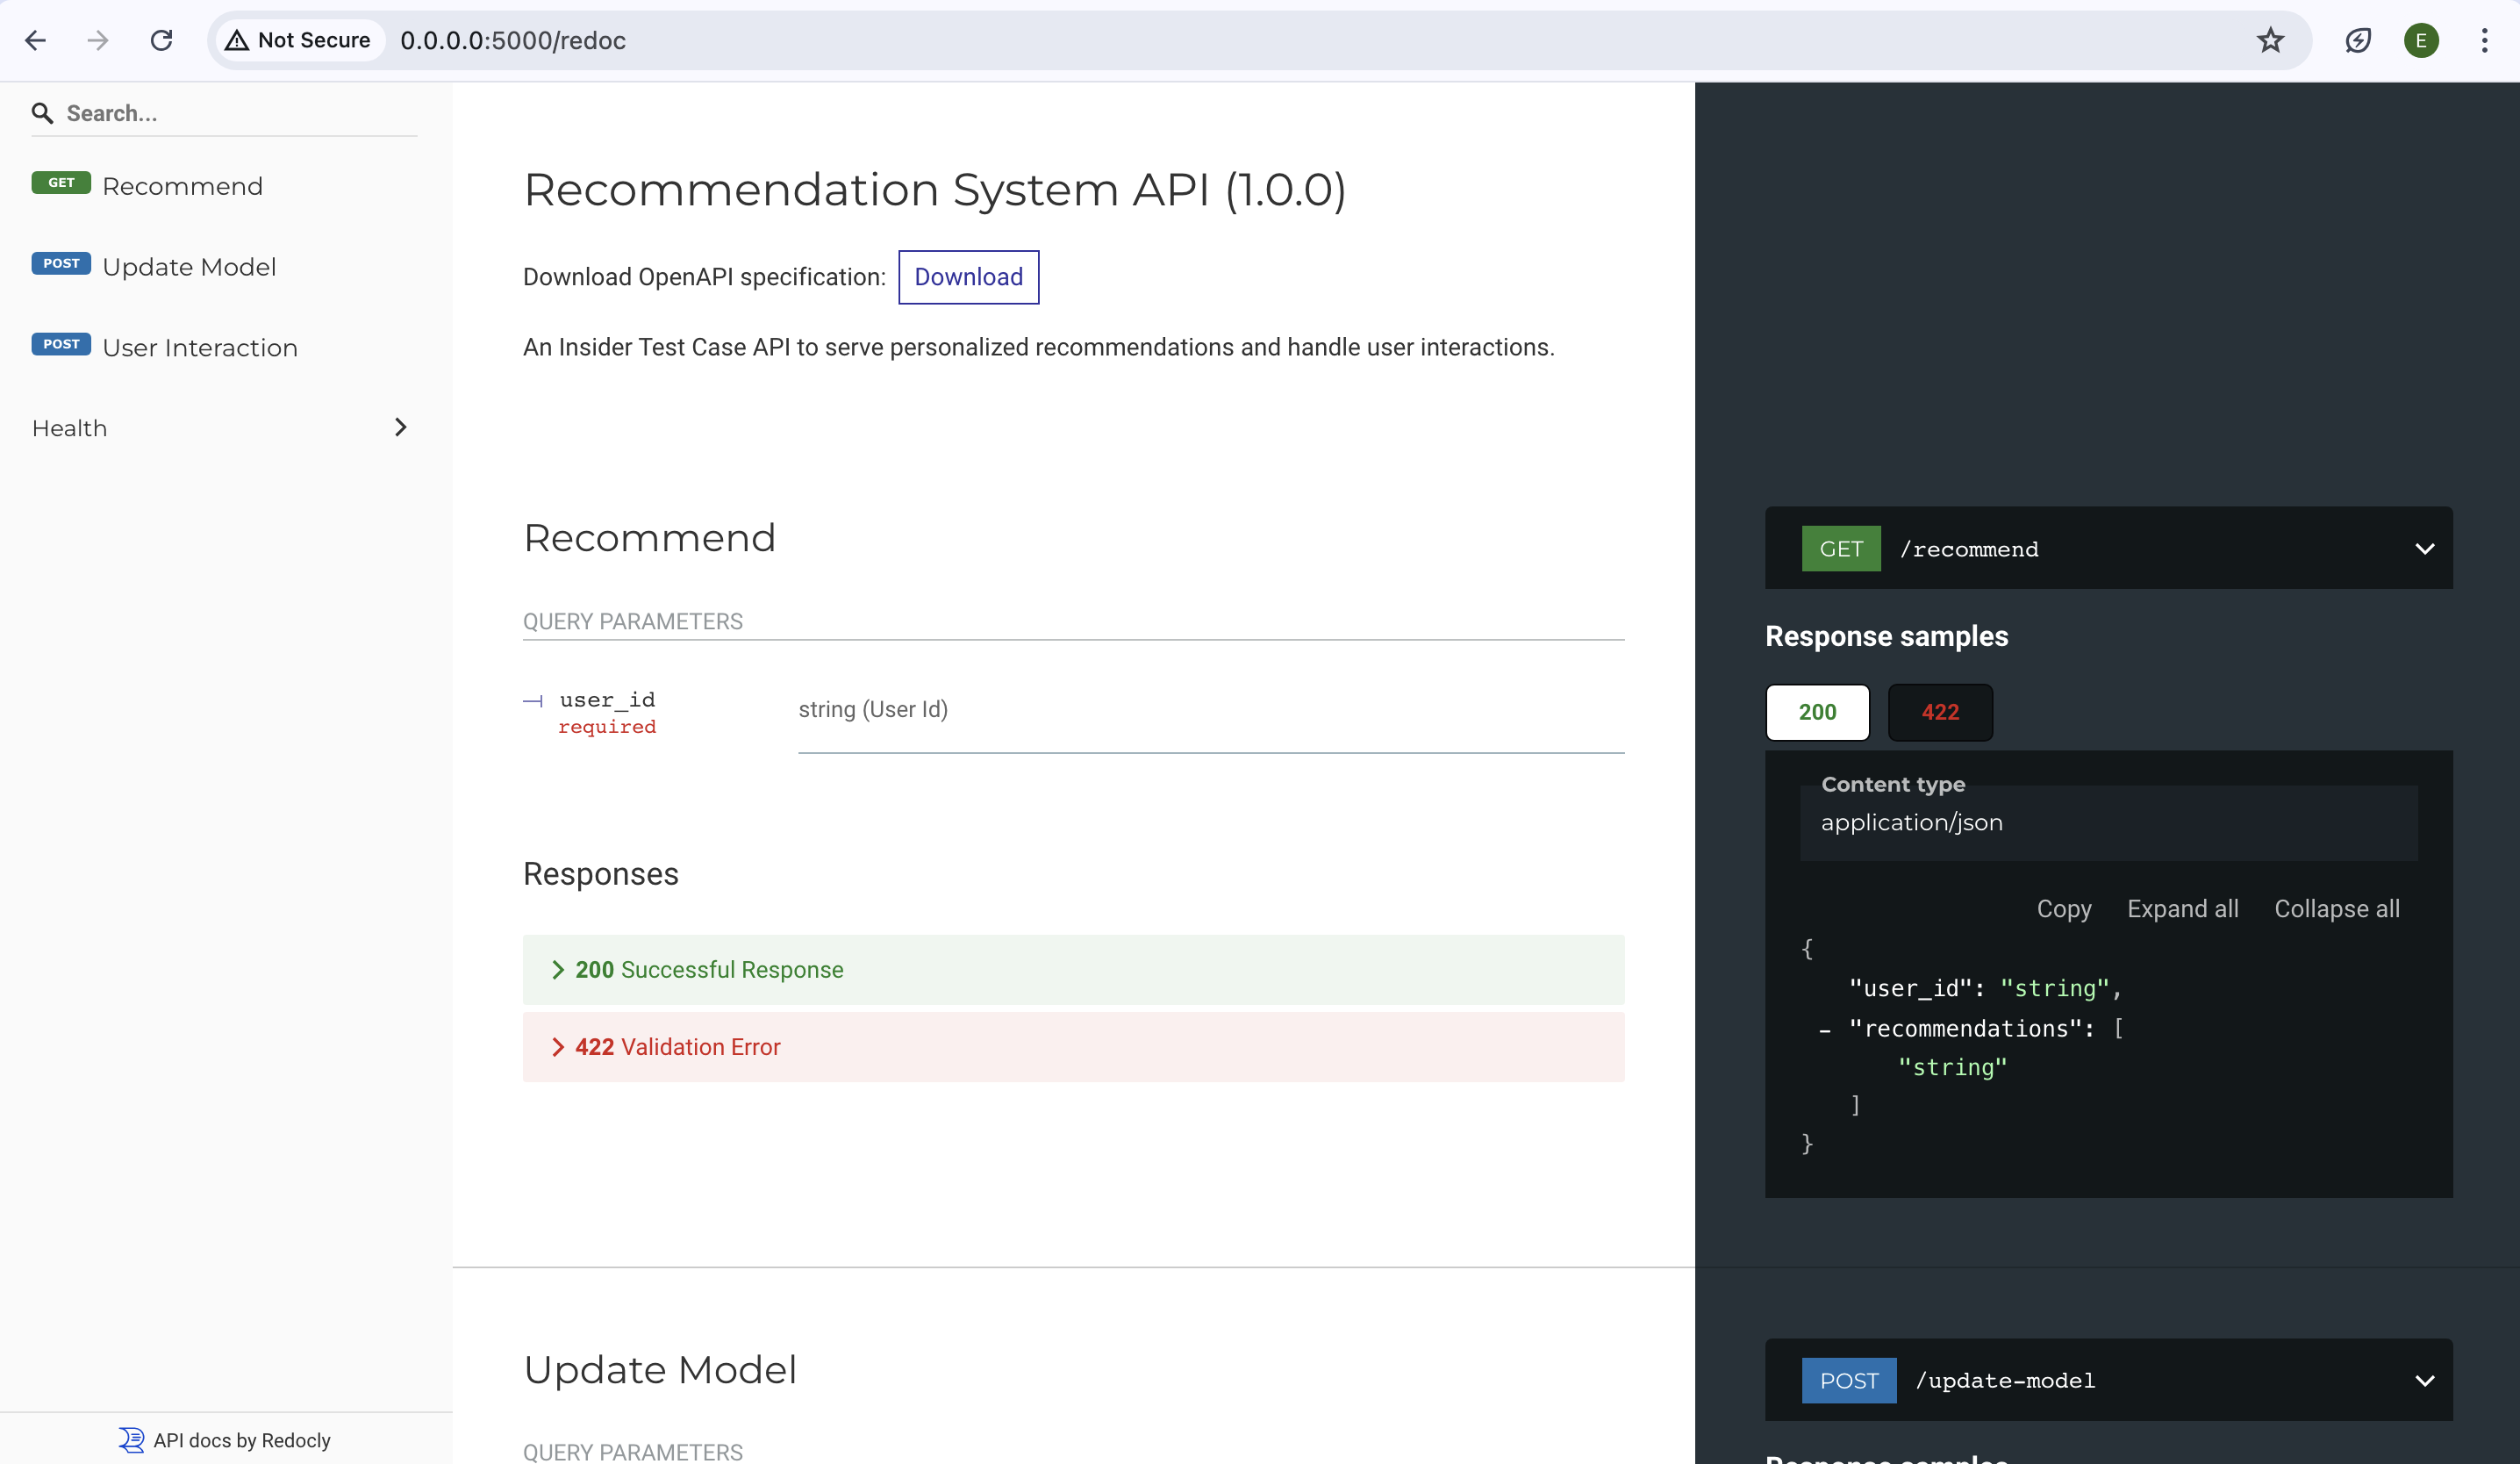 Not Secure 0.0.0.0:5000/redoc E
Search...
GET Recommend
POST Update Model
POST User Interaction
Health
API docs by Redocly
Recommendation System API (1.0.0)
Download OpenAPI specification: Download
An Insider Test Case API to serve personalized recommendations and handle user interactions.
Recommend
QUERY PARAMETERS
user_id
required
string (User Id)
Responses
200 Successful Response
422 Validation Error
GET /recommend
Response samples
200 422
Content type
application/json
Copy Expand all Collapse all
{
"user_id": "string",
- "recommendations": [
"string"
]
}
Update Model
QUERY PARAMETERS
POST /update-model
Response samples